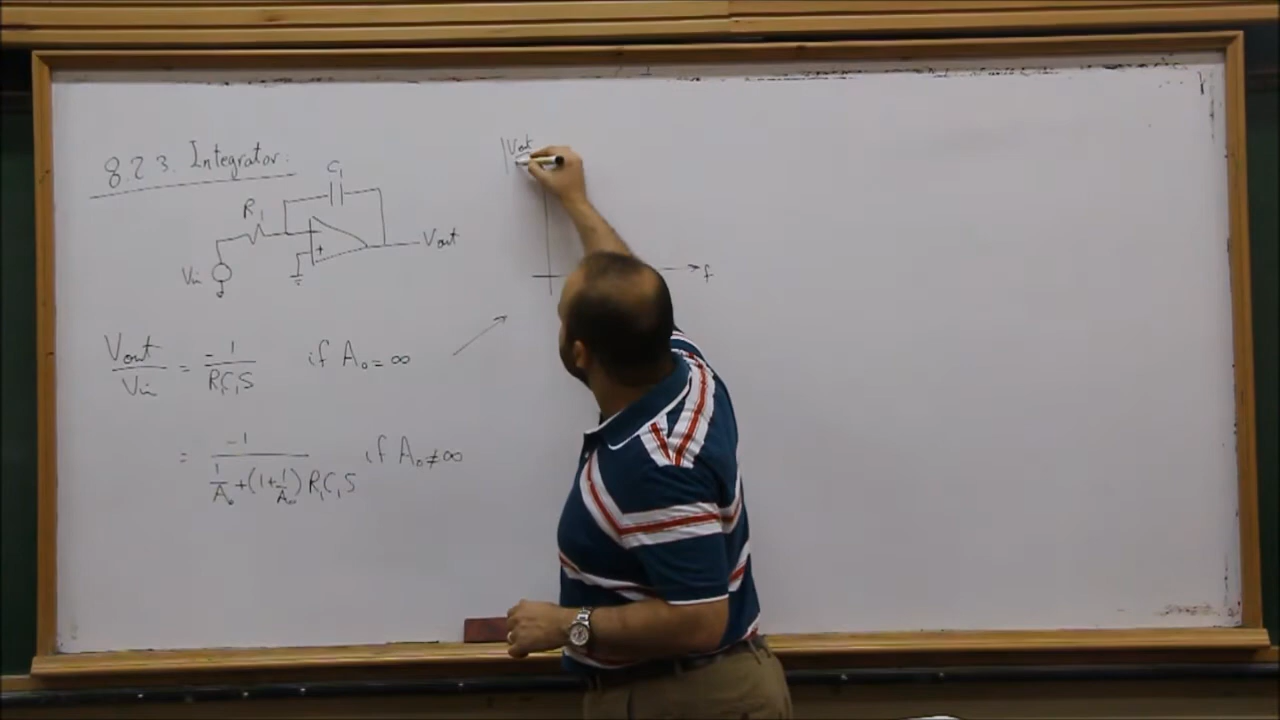 8.2.3. Integrator:
C1
R1
Vout
+
Vin
Vout/Vin = -1/(R1C1S) if A0 = ∞
= -1/(1/A0 + (1 + 1/A0) R1C1S) if A0 ≠ ∞
|Vout
f